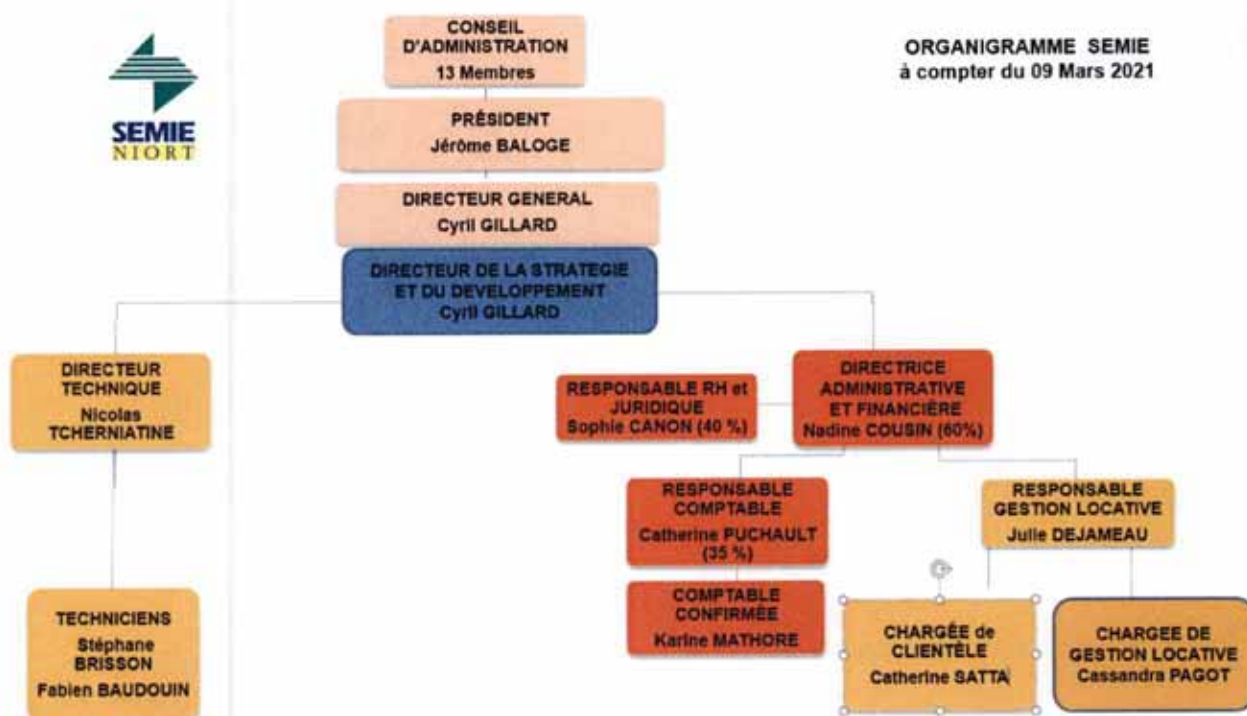 SEMIE
NIORT
ORGANIGRAMME SEMIE
à compter du 09 Mars 2021
CONSEIL
D'ADMINISTRATION
13 Membres
PRÉSIDENT
Jérôme BALOGE
DIRECTEUR GENERAL
Cyril GILLARD
DIRECTEUR DE LA STRATEGIE
ET DU DEVELOPPEMENT
Cyril GILLARD
DIRECTEUR
TECHNIQUE
Nicolas
TCHERNIATINE
RESPONSABLE RH et
JURIDIQUE
Sophie CANON (40 %)
DIRECTRICE
ADMINISTRATIVE
ET FINANCIÈRE
Nadine COUSIN (60%)
RESPONSABLE
COMPTABLE
Catherine PUCHAULT
(35 %)
RESPONSABLE
GESTION LOCATIVE
Julie DEJAMEAU
TECHNICIENS
Stéphane
BRISSON
Fabien BAUDOUIN
COMPTABLE
CONFIRMÉE
Karine MATHORE
CHARGÉE de
CLIENTÈLE
Catherine SATTA
CHARGEE DE
GESTION LOCATIVE
Cassandra PAGOT